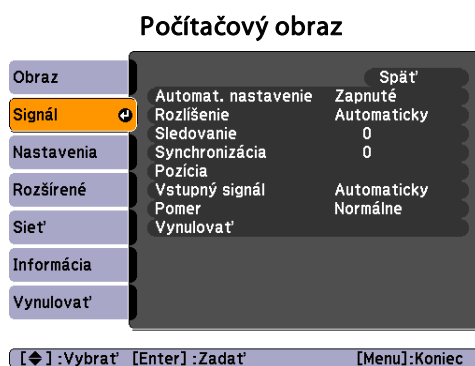 Počítačový obraz
Obraz
Signál
Nastavenia
Rozšírené
Sieť
Informácia
Vynulovať
Späť
Automat. nastavenie Zapnuté
Rozlíšenie Automaticky
Sledovanie 0
Synchronizácia 0
Pozícia
Vstupný signál Automaticky
Pomer Normálne
Vynulovať
[◆] :Vybrať [Enter] :Zadať [Menu]:Koniec